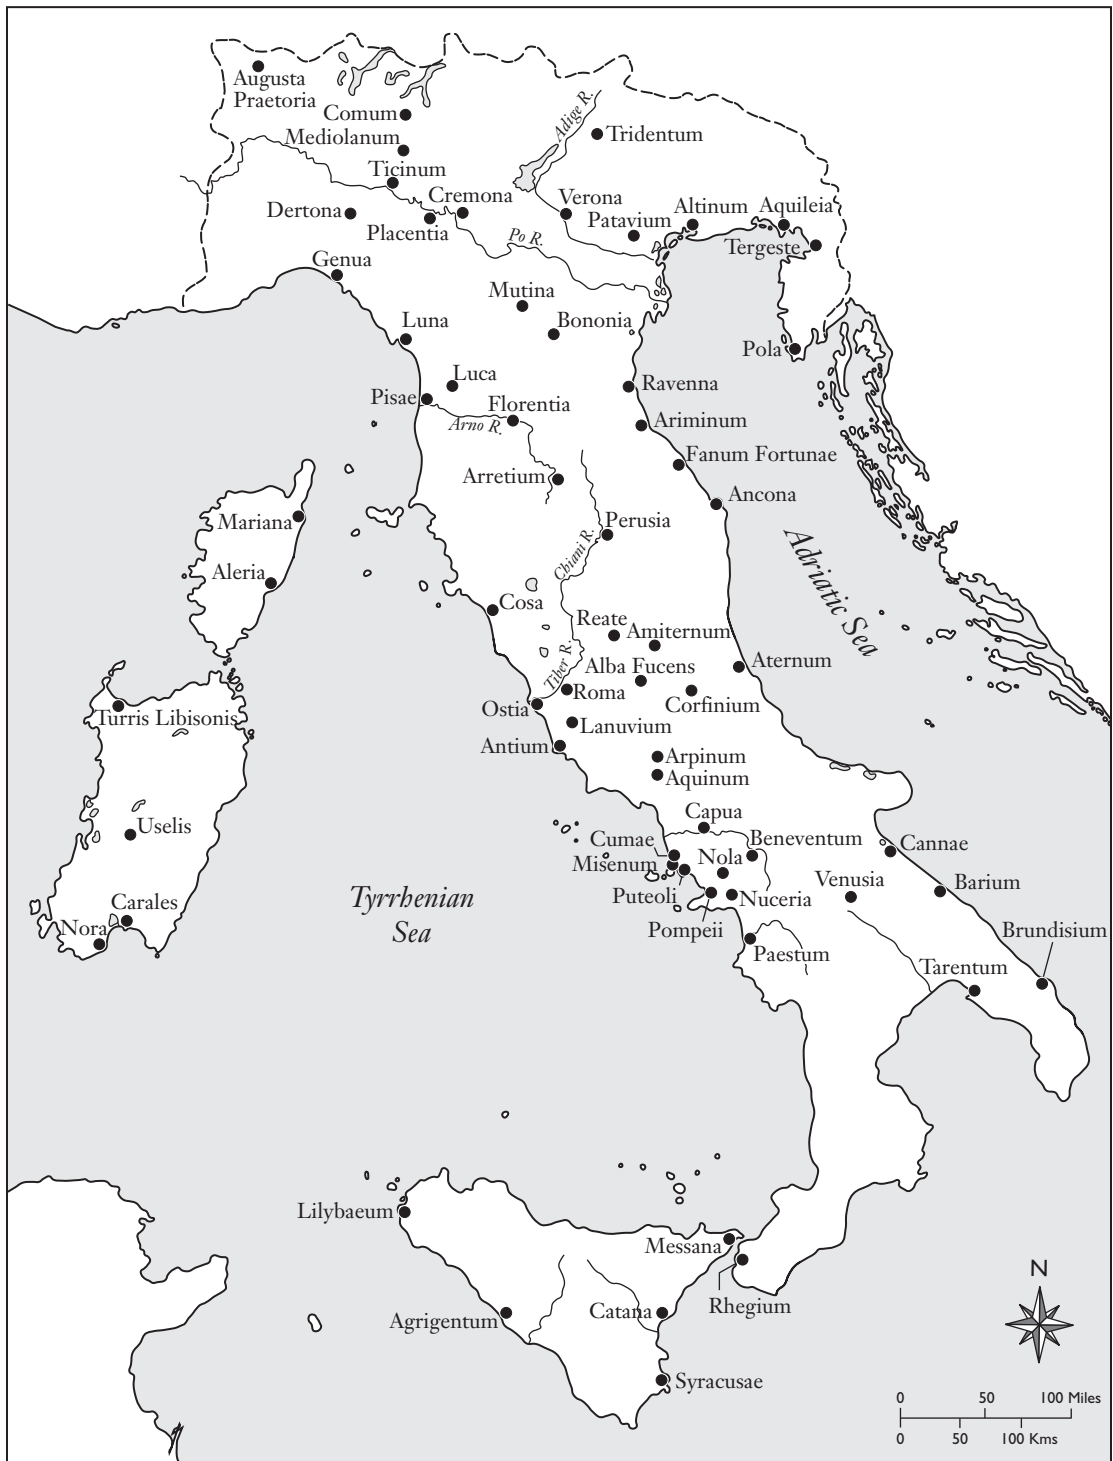 Augusta
Praetoria
Comum
Mediolanum
Ticinum
Adige R.
Tridentum
Dertona
Cremona
Placentia
Verona
Patavium
Altinum
Aquileia
Tergeste
Po R.
Genua
Mutina
Bononia
Luna
Pola
Luca
Pisae
Florentia
Arno R.
Ravenna
Ariminum
Fanum Fortunae
Arretium
Ancona
Mariana
Perusia
Chiani R.
Adriatic Sea
Aleria
Cosa
Reate
Amiternum
Aternum
Tiber R.
Alba Fucens
Roma
Corfinium
Ostia
Turris Libisonis
Lanuvium
Antium
Arpinum
Aquinum
Capua
Uselis
Cumae
Beneventum
Cannae
Misenum
Nola
Venusia
Barium
Puteoli
Nuceria
Tyrrhenian
Sea
Carales
Nora
Pompeii
Paestum
Brundisium
Tarentum
Lilybaeum
Messana
Rhegium
Agrigentum
Catana
Syracusae
N
0 50 100 Miles
0 50 100 Kms